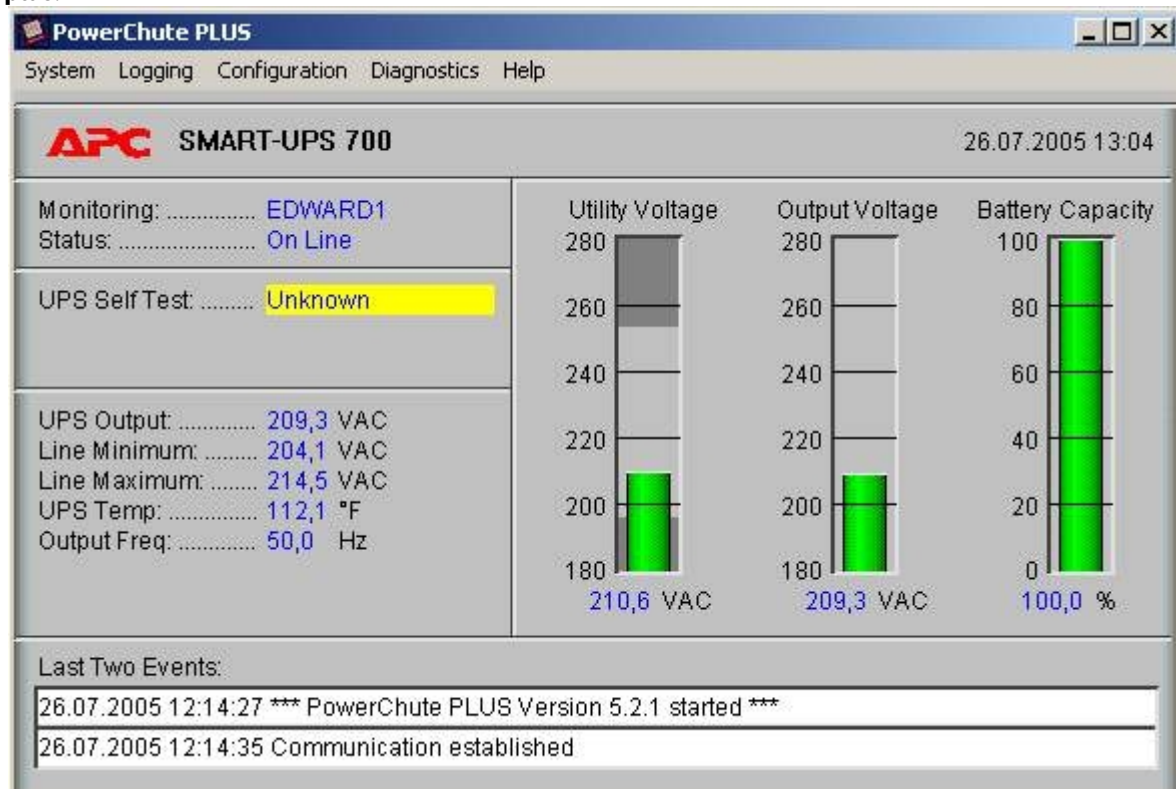 PowerChute PLUS
System Logging Configuration Diagnostics Help
APC SMART-UPS 700 26.07.2005 13:04
Monitoring: .............. EDWARD1
Status: ...................... On Line
UPS Self Test: ......... Unknown
UPS Output: ............ 209,3 VAC
Line Minimum: ........ 204,1 VAC
Line Maximum: ........ 214,5 VAC
UPS Temp: .............. 112,1 °F
Output Freq: ............ 50,0 Hz
Utility Voltage
280
260
240
220
200
180
210,6 VAC
Output Voltage
280
260
240
220
200
180
209,3 VAC
Battery Capacity
100
80
60
40
20
0
100,0 %
Last Two Events:
26.07.2005 12:14:27 *** PowerChute PLUS Version 5.2.1 started ***
26.07.2005 12:14:35 Communication established